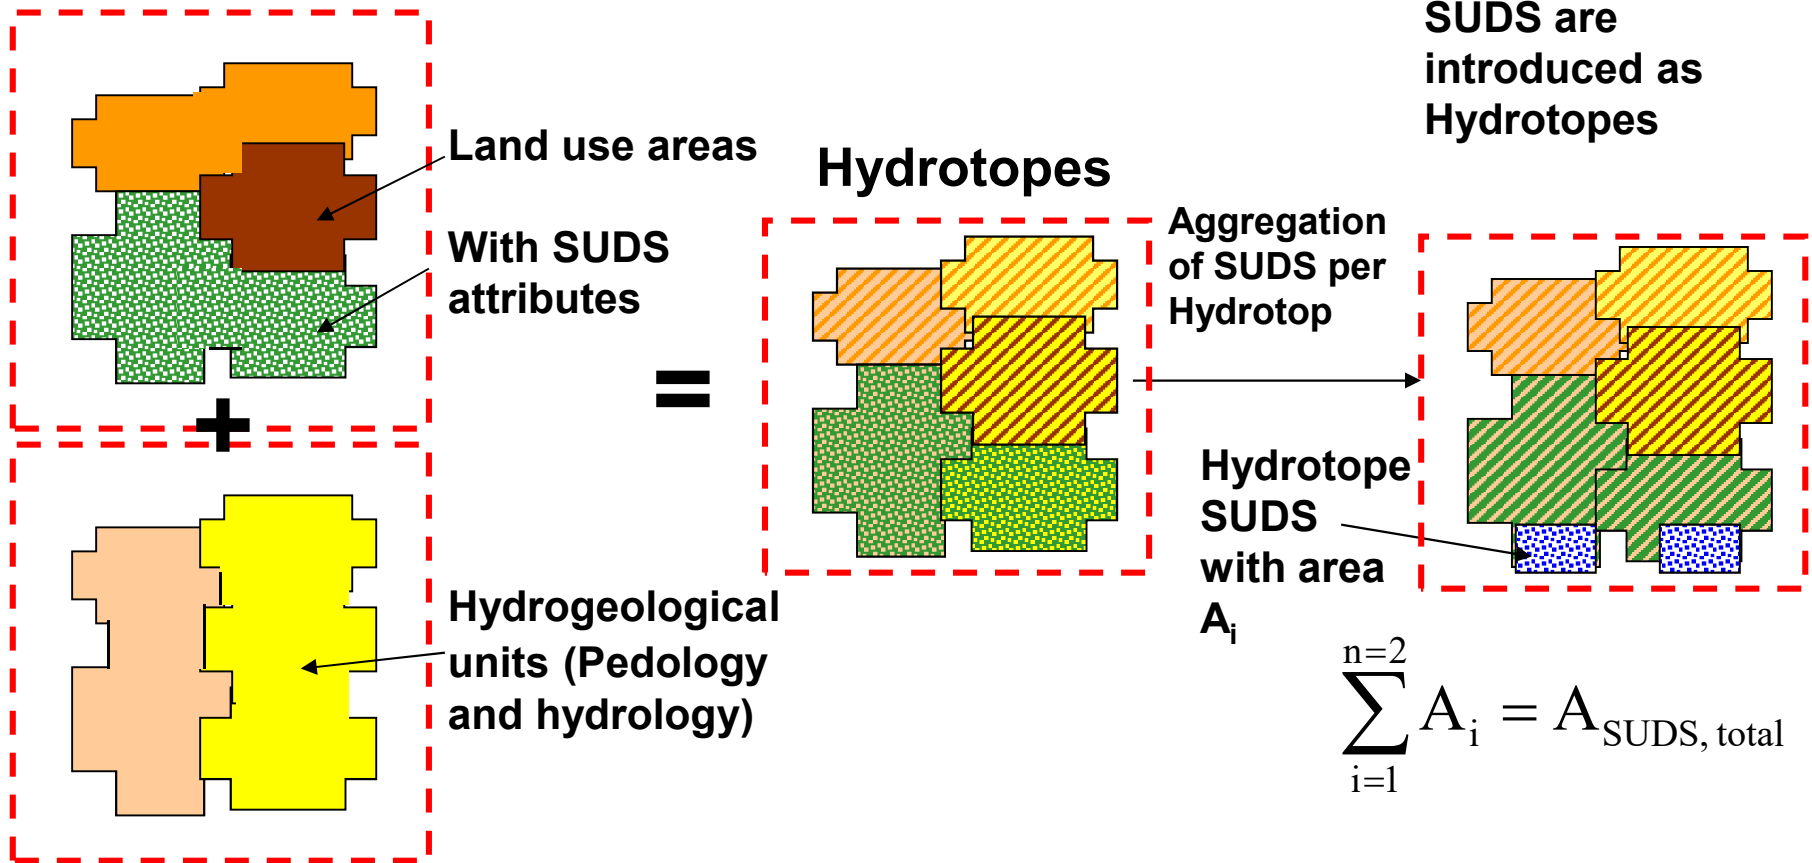 SUDS are
introduced as
Hydrotopes
Land use areas
Hydrotopes
With SUDS
attributes
Aggregation
of SUDS per
Hydrotop
+
=
Hydrotope
SUDS
with area
Ai
Hydrogeological
units (Pedology
and hydrology)
n=2
∑ Ai = ASUDS, total
i=1